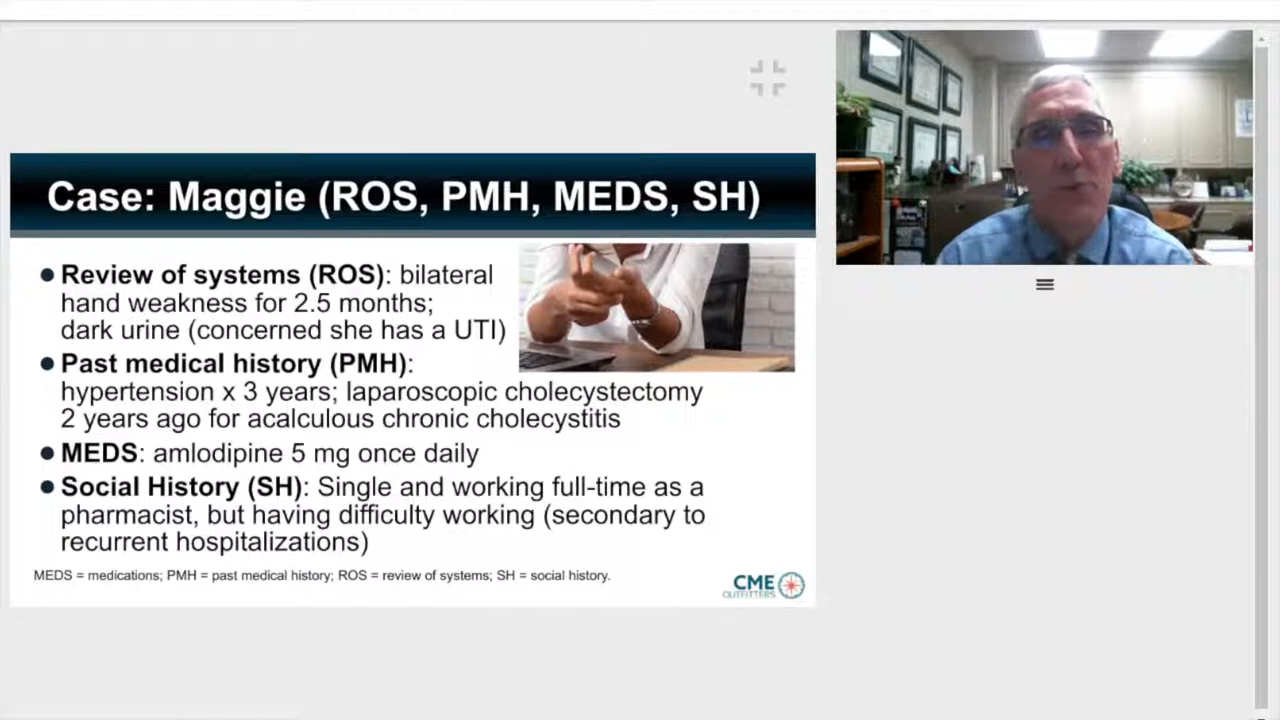 Case: Maggie (ROS, PMH, MEDS, SH)
Review of systems (ROS): bilateral
hand weakness for 2.5 months;
dark urine (concerned she has a UTI)
Past medical history (PMH):
hypertension x 3 years; laparoscopic cholecystectomy
2 years ago for acalculous chronic cholecystitis
MEDS: amlodipine 5 mg once daily
Social History (SH): Single and working full-time as a
pharmacist, but having difficulty working (secondary to
recurrent hospitalizations)
MEDS = medications; PMH = past medical history; ROS = review of systems; SH = social history.
CME
OUTFITTERS